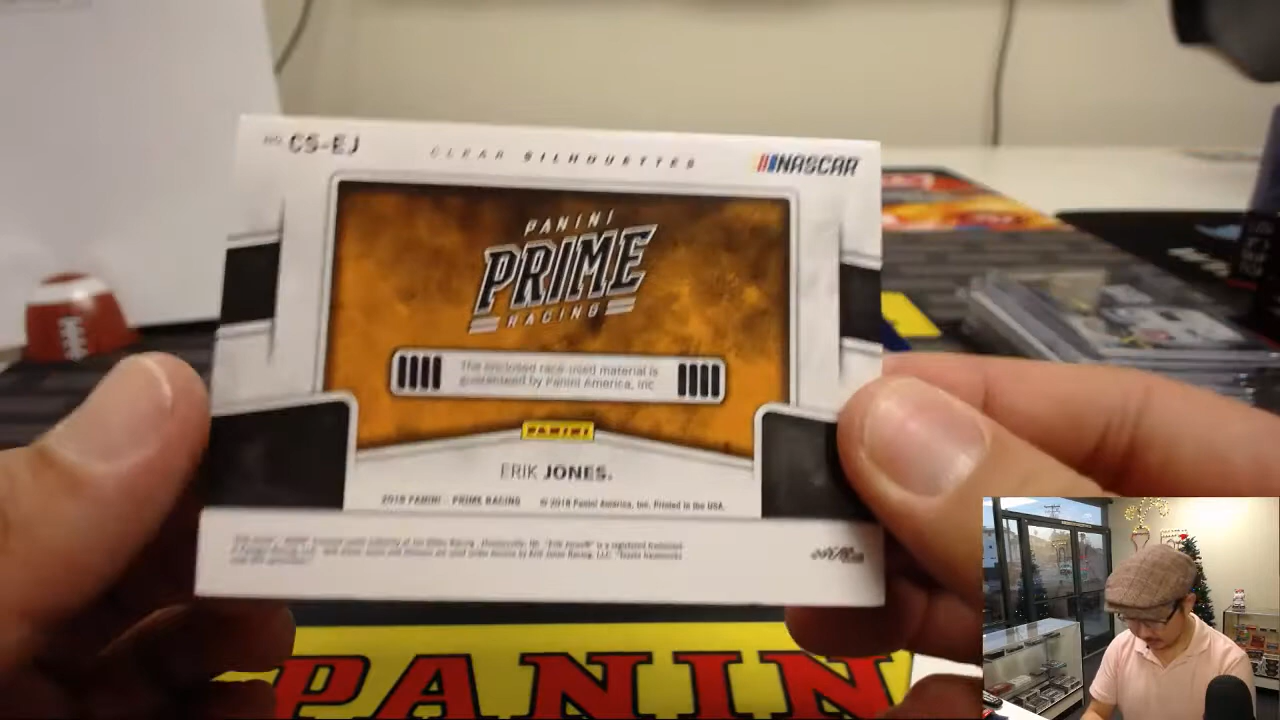 NO. CS-EJ
CLEAR SILHOUETTES
NASCAR
PANINI
PRIME
RACING
The enclosed race-used material is
guaranteed by Panini America, Inc
PANINI
ERIK JONES.
2018 PANINI - PRIME RACING © 2018 Panini America, Inc. Printed in the USA.
PANINI